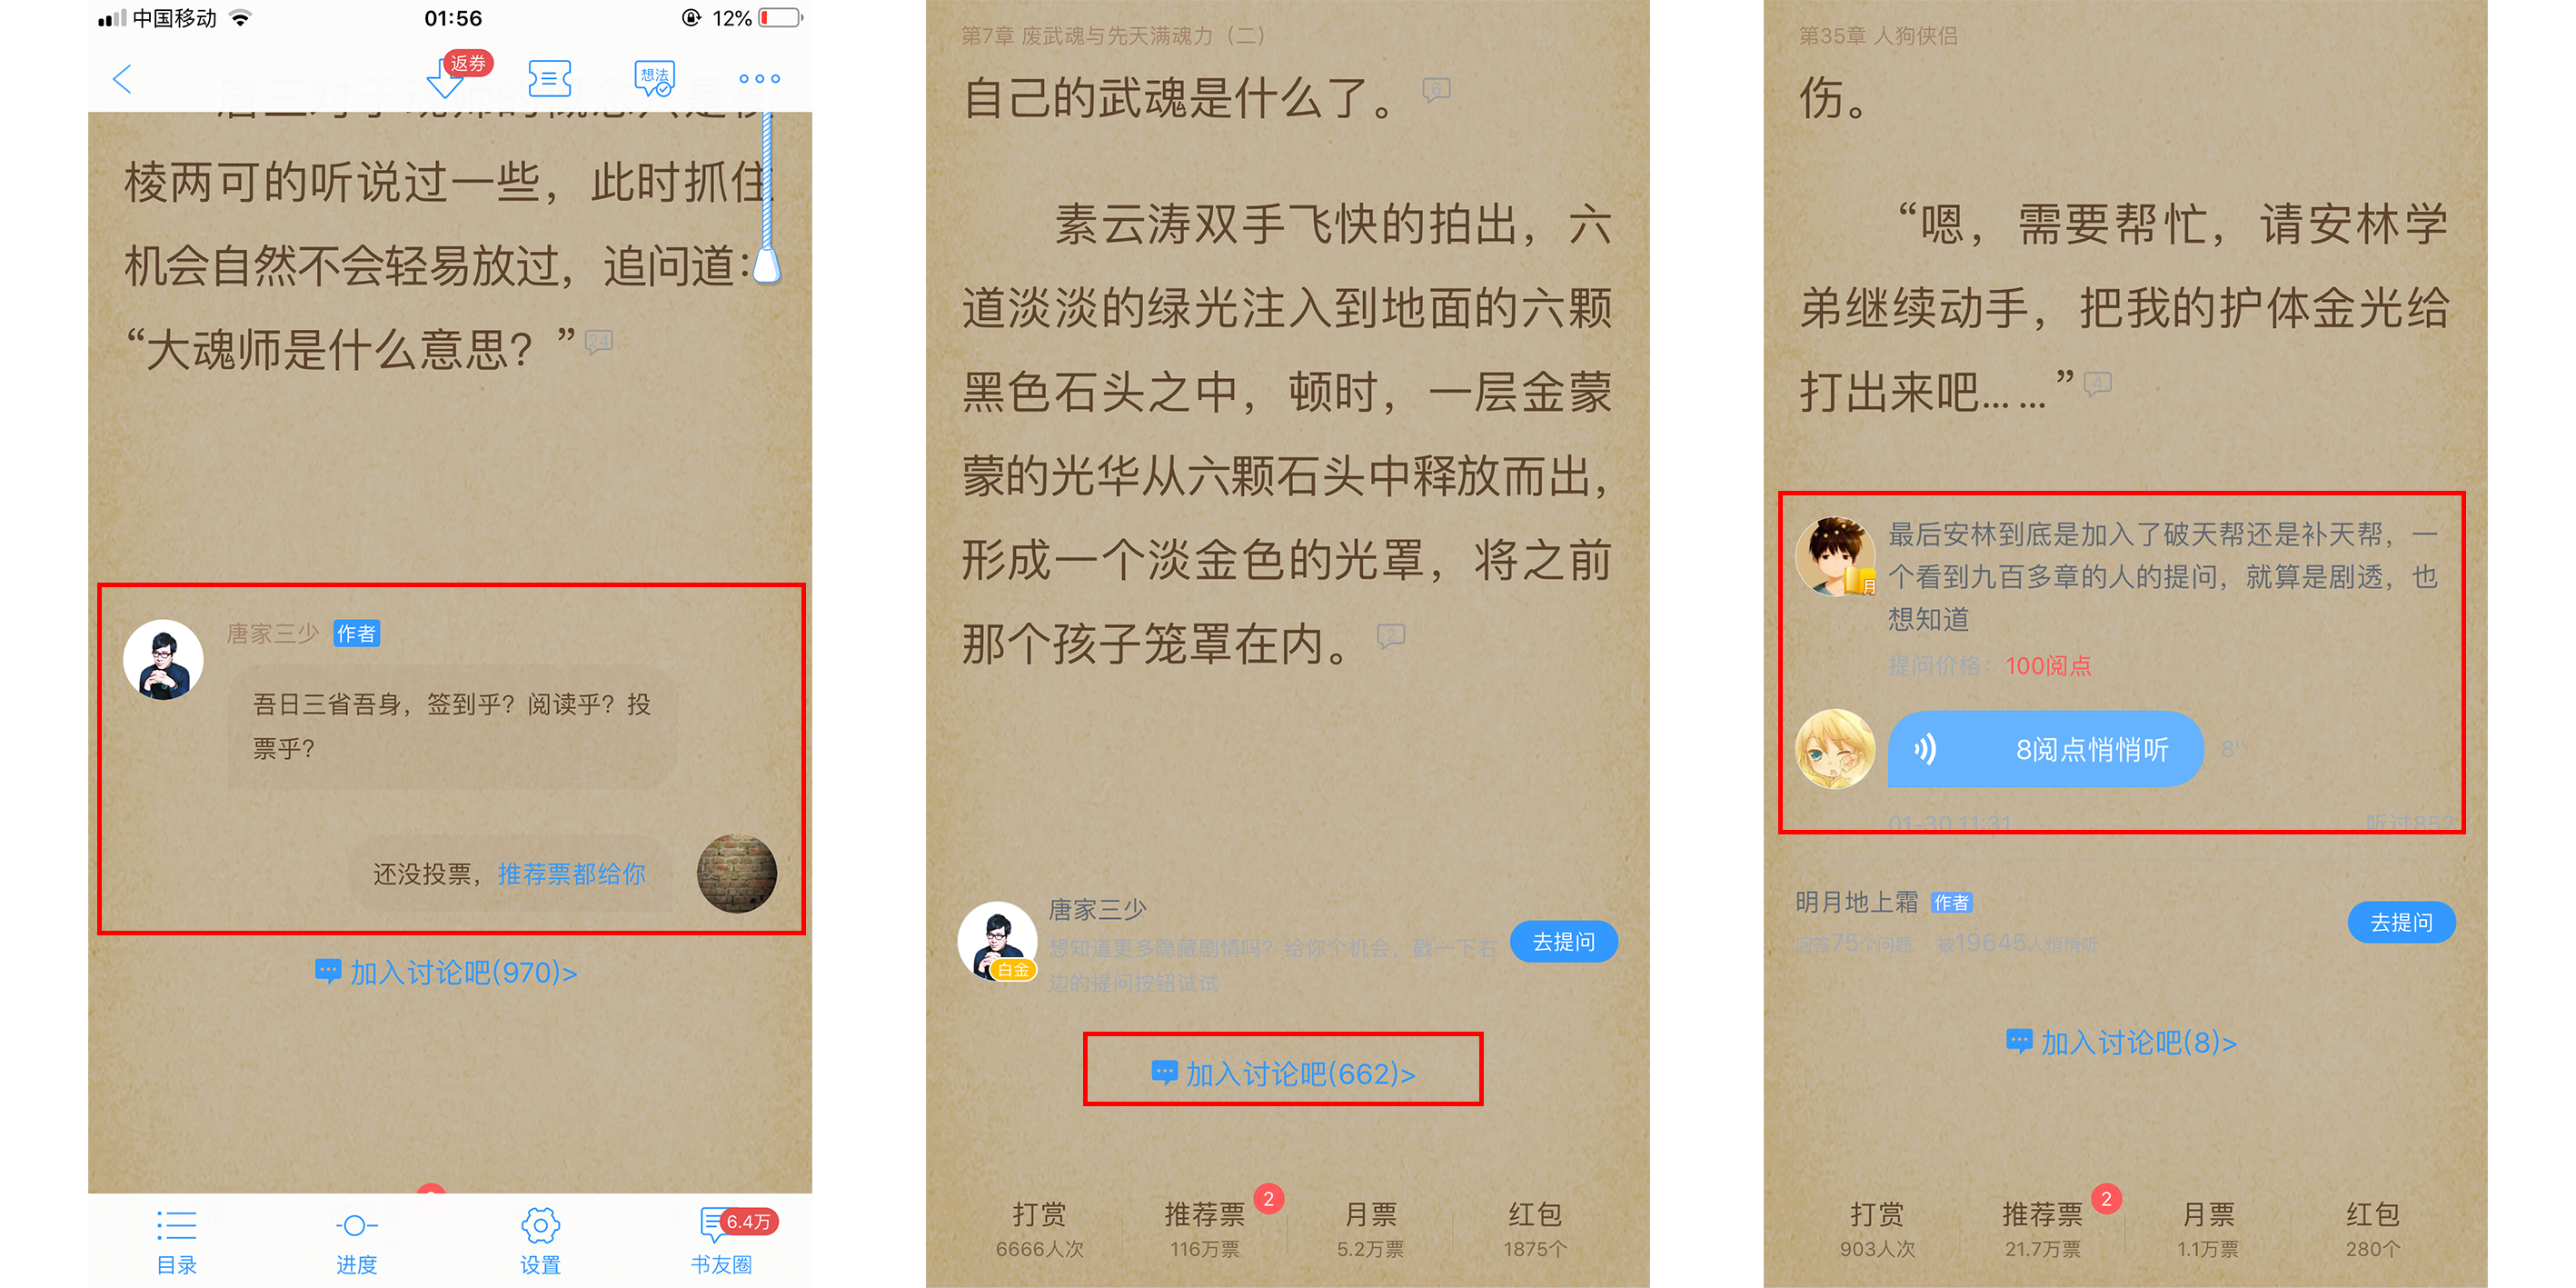 中国移动
01:56
12%
返券
想法
棱两可的听说过一些，此时抓住
机会自然不会轻易放过，追问道：
“大魂师是什么意思？”24
唐家三少 作者
吾日三省吾身，签到乎？阅读乎？投
票乎？
还没投票，推荐票都给你
加入讨论吧(970)>
6.4万
目录 进度 设置 书友圈
第7章 废武魂与先天满魂力（二）
自己的武魂是什么了。6
素云涛双手飞快的拍出，六
道淡淡的绿光注入到地面的六颗
黑色石头之中，顿时，一层金蒙
蒙的光华从六颗石头中释放而出，
形成一个淡金色的光罩，将之前
那个孩子笼罩在内。2
唐家三少
白金
想知道更多隐藏剧情吗？给你个机会，戳一下右
边的提问按钮试试
去提问
加入讨论吧(662)>
打赏 推荐票 2 月票 红包
6666人次 116万票 5.2万票 1875个
第35章 人狗侠侣
伤。
“嗯，需要帮忙，请安林学
弟继续动手，把我的护体金光给
打出来吧……”4
最后安林到底是加入了破天帮还是补天帮，一
个看到九百多章的人的提问，就算是剧透，也
想知道
月
提问价格：100阅点
8阅点悄悄听 8"
01-30 11:31 听过852
明月地上霜 作者
回答75个问题 被19645人悄悄听
去提问
加入讨论吧(8)>
打赏 推荐票 2 月票 红包
903人次 21.7万票 1.1万票 280个